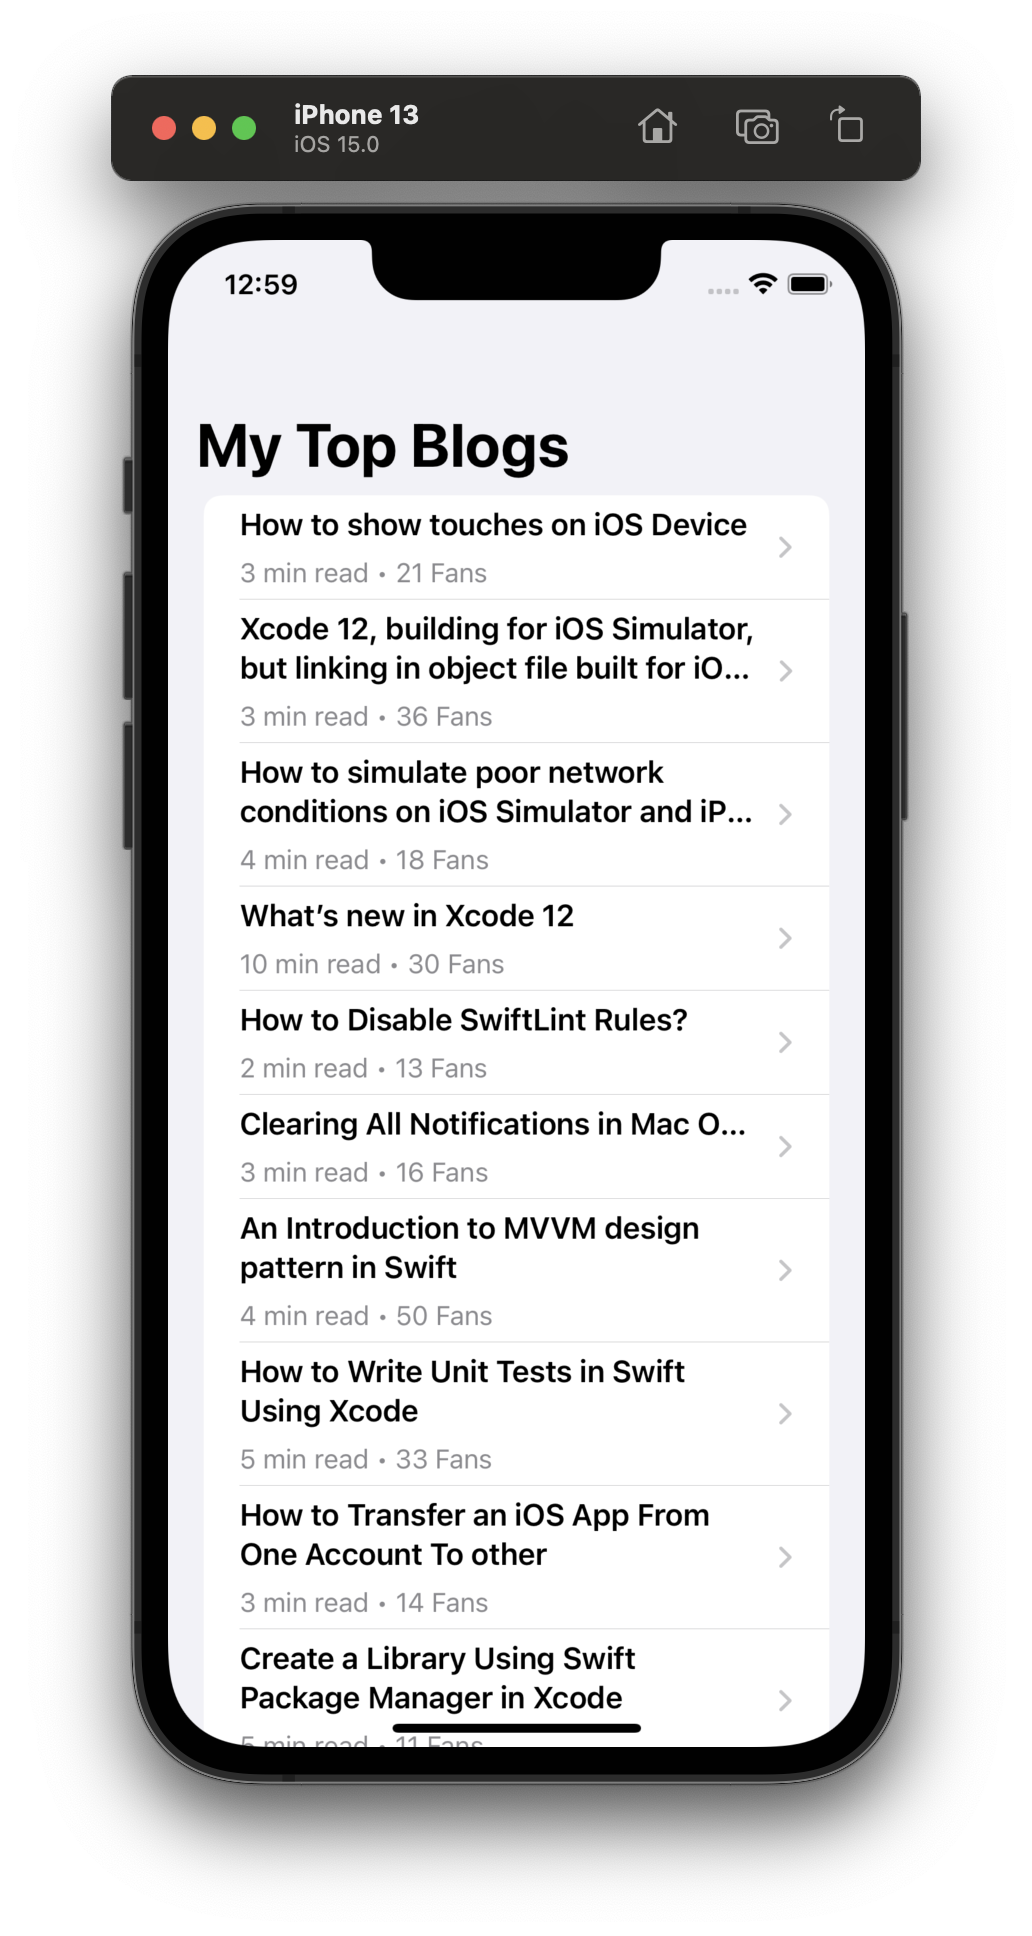 iPhone 13
iOS 15.0
12:59
My Top Blogs
How to show touches on iOS Device
3 min read • 21 Fans
Xcode 12, building for iOS Simulator,
but linking in object file built for iO...
3 min read • 36 Fans
How to simulate poor network
conditions on iOS Simulator and iP...
4 min read • 18 Fans
What’s new in Xcode 12
10 min read • 30 Fans
How to Disable SwiftLint Rules?
2 min read • 13 Fans
Clearing All Notifications in Mac O...
3 min read • 16 Fans
An Introduction to MVVM design
pattern in Swift
4 min read • 50 Fans
How to Write Unit Tests in Swift
Using Xcode
5 min read • 33 Fans
How to Transfer an iOS App From
One Account To other
3 min read • 14 Fans
Create a Library Using Swift
Package Manager in Xcode
5 min read • 11 Fans